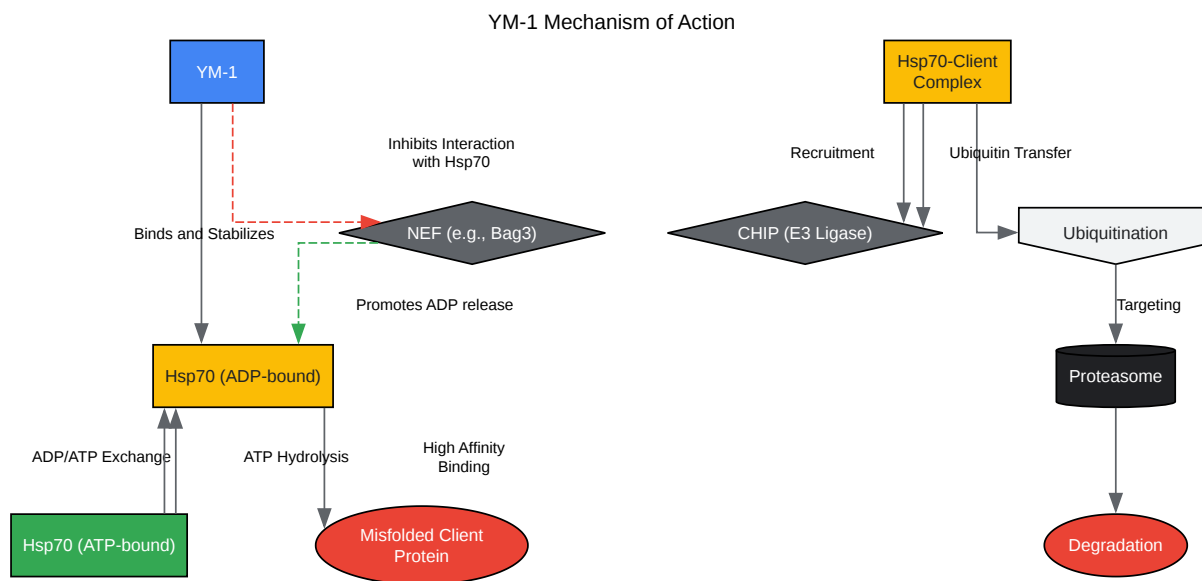 YM-1 Mechanism of Action
YM-1
Hsp70-Client
Complex
Inhibits Interaction
with Hsp70
Recruitment
Ubiquitin Transfer
Binds and Stabilizes
NEF (e.g., Bag3)
CHIP (E3 Ligase)
Ubiquitination
Promotes ADP release
Targeting
Hsp70 (ADP-bound)
Proteasome
ADP/ATP Exchange
ATP Hydrolysis
High Affinity
Binding
Hsp70 (ATP-bound)
Misfolded Client
Protein
Degradation